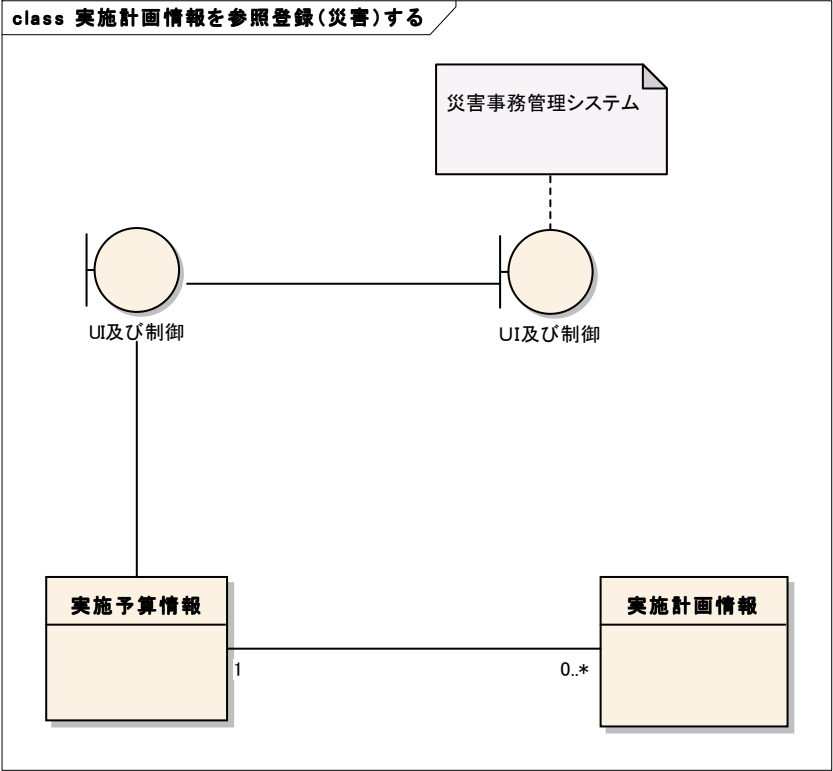 class 実施計画情報を参照登録(災害)する
災害事務管理システム
UI及び制御
UI及び制御
実施予算情報
実施計画情報
1
0..*